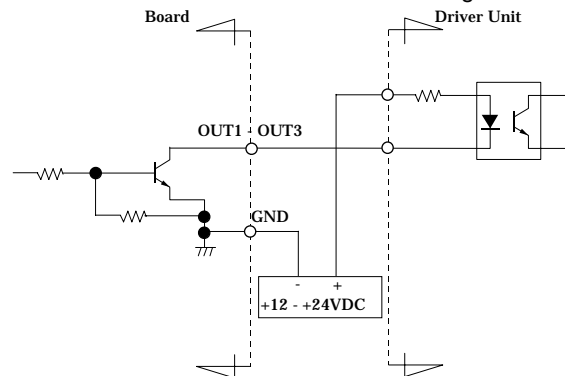 Board
Driver Unit
OUT1 - OUT3
GND
- +
+12 - +24VDC